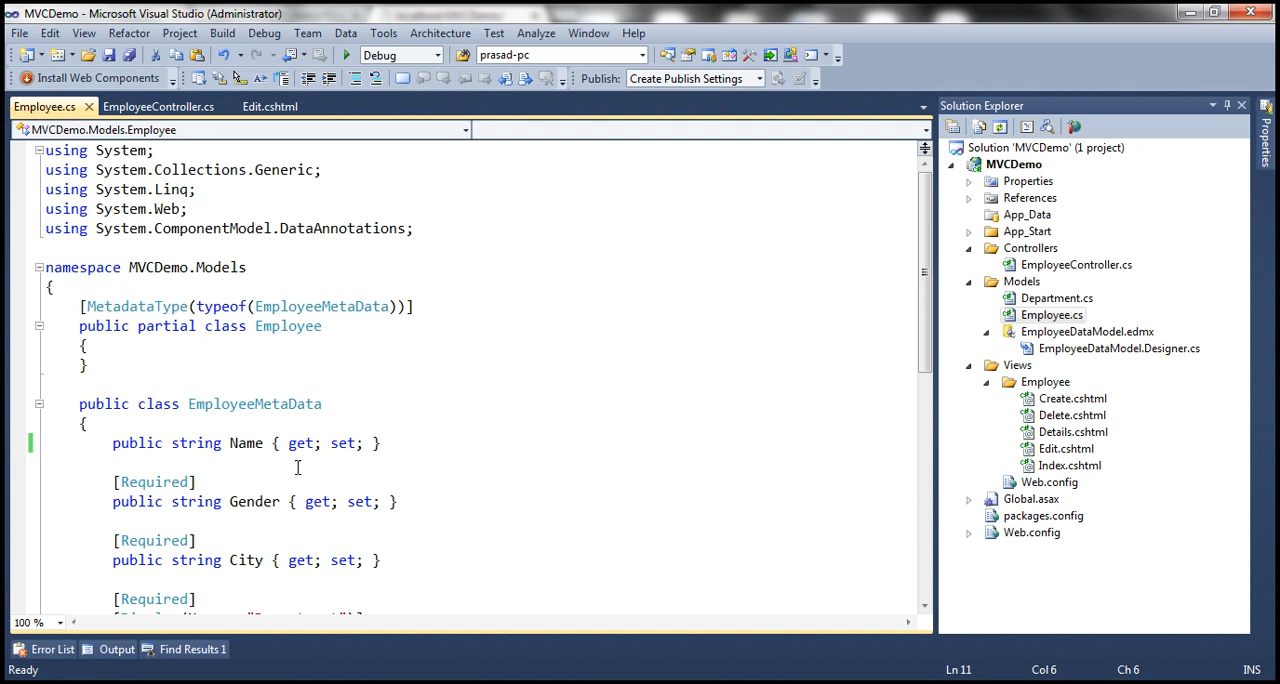 MVCDemo - Microsoft Visual Studio (Administrator)
File Edit View Refactor Project Build Debug Team Data Tools Architecture Test Analyze Window Help
Debug prasad-pc
Install Web Components Publish: Create Publish Settings
Employee.cs EmployeeController.cs Edit.cshtml
MVCDemo.Models.Employee
using System;
using System.Collections.Generic;
using System.Linq;
using System.Web;
using System.ComponentModel.DataAnnotations;
namespace MVCDemo.Models
{
[MetadataType(typeof(EmployeeMetaData))]
public partial class Employee
{
}
public class EmployeeMetaData
{
public string Name { get; set; }
[Required]
public string Gender { get; set; }
[Required]
public string City { get; set; }
[Required]
100 %
Solution Explorer
Solution 'MVCDemo' (1 project)
MVCDemo
Properties
References
App_Data
App_Start
Controllers
EmployeeController.cs
Models
Department.cs
Employee.cs
EmployeeDataModel.edmx
EmployeeDataModel.Designer.cs
Views
Employee
Create.cshtml
Delete.cshtml
Details.cshtml
Edit.cshtml
Index.cshtml
Web.config
Global.asax
packages.config
Web.config
Properties
Error List Output Find Results 1
Ready Ln 11 Col 6 Ch 6 INS